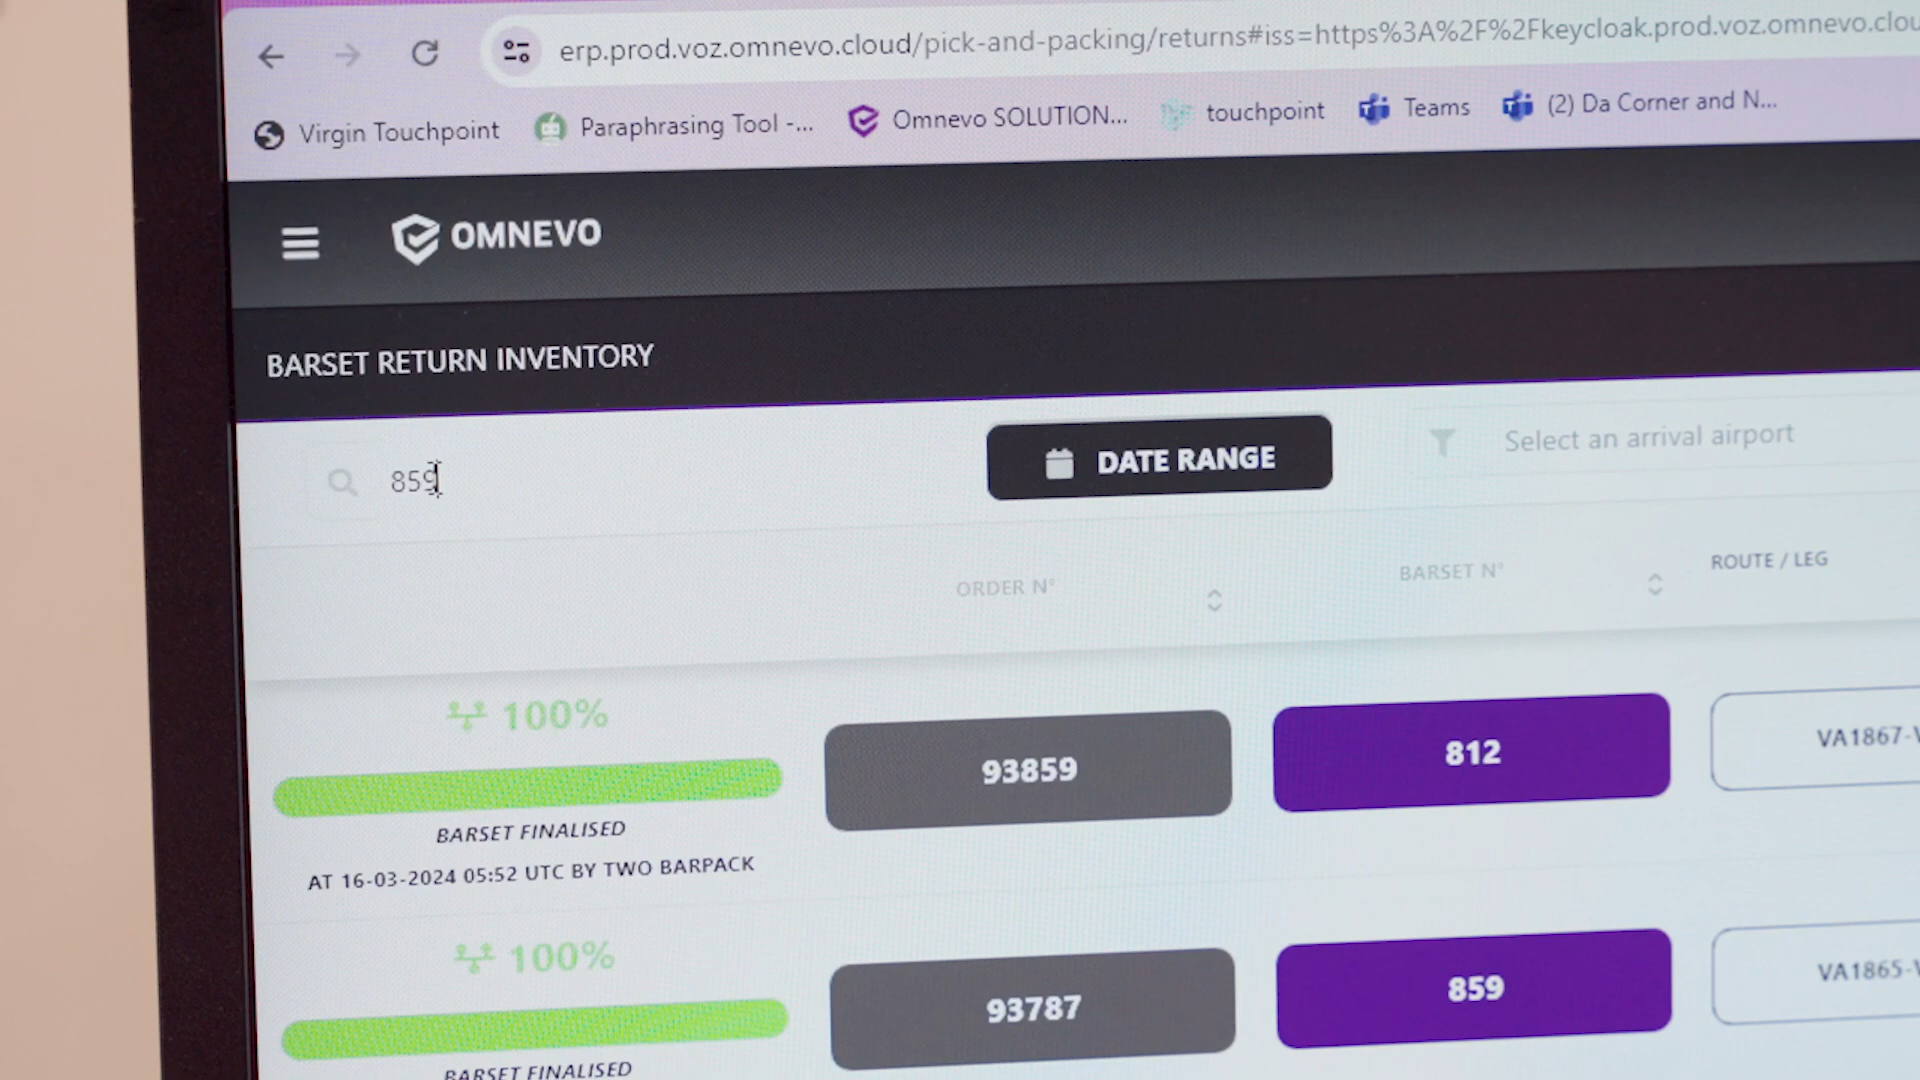 erp.prod.voz.omnevo.cloud/pick-and-packing/returns#iss=https%3A%2F%2Fkeycloak.prod.voz.omnevo.clou
Virgin Touchpoint Paraphrasing Tool -... Omnevo SOLUTION... touchpoint Teams (2) Da Corner and N...
OMNEVO
BARSET RETURN INVENTORY
859 DATE RANGE Select an arrival airport
ORDER N° BARSET N° ROUTE / LEG
100%
93859 812 VA1867-V
BARSET FINALISED
AT 16-03-2024 05:52 UTC BY TWO BARPACK
100%
93787 859 VA1865-V
BARSET FINALISED